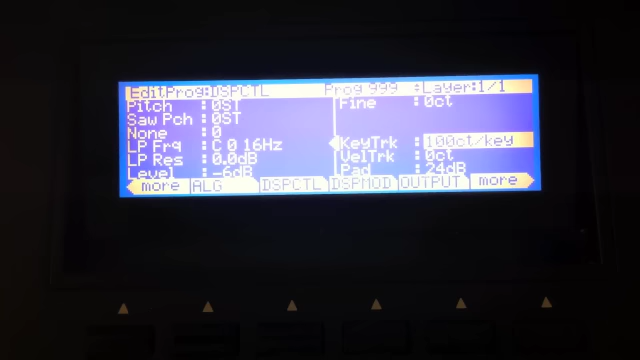 EditProg:DSPCTL Prog 999 :Layer:1/1
Pitch :0ST Fine :0ct
Saw Pch :0ST
None :0
LP Frq :C 0 16Hz KeyTrk :100ct/key
LP Res :0.0dB VelTrk :0ct
Level :-6dB Pad :24dB
more ALG DSPCTL DSPMOD OUTPUT more